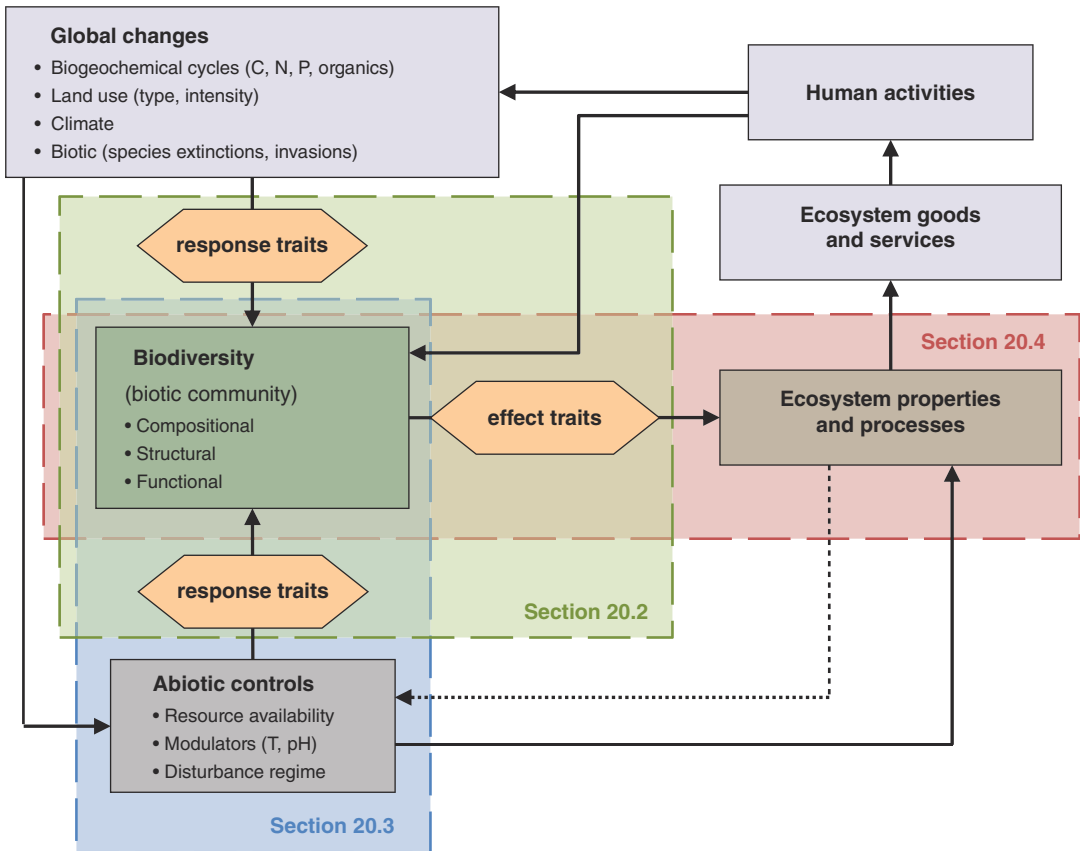 Global changes
• Biogeochemical cycles (C, N, P, organics)
• Land use (type, intensity)
• Climate
• Biotic (species extinctions, invasions)
Human activities
Ecosystem goods
and services
response traits
Section 20.4
Biodiversity
(biotic community)
• Compositional
• Structural
• Functional
effect traits
Ecosystem properties
and processes
response traits
Section 20.2
Abiotic controls
• Resource availability
• Modulators (T, pH)
• Disturbance regime
Section 20.3